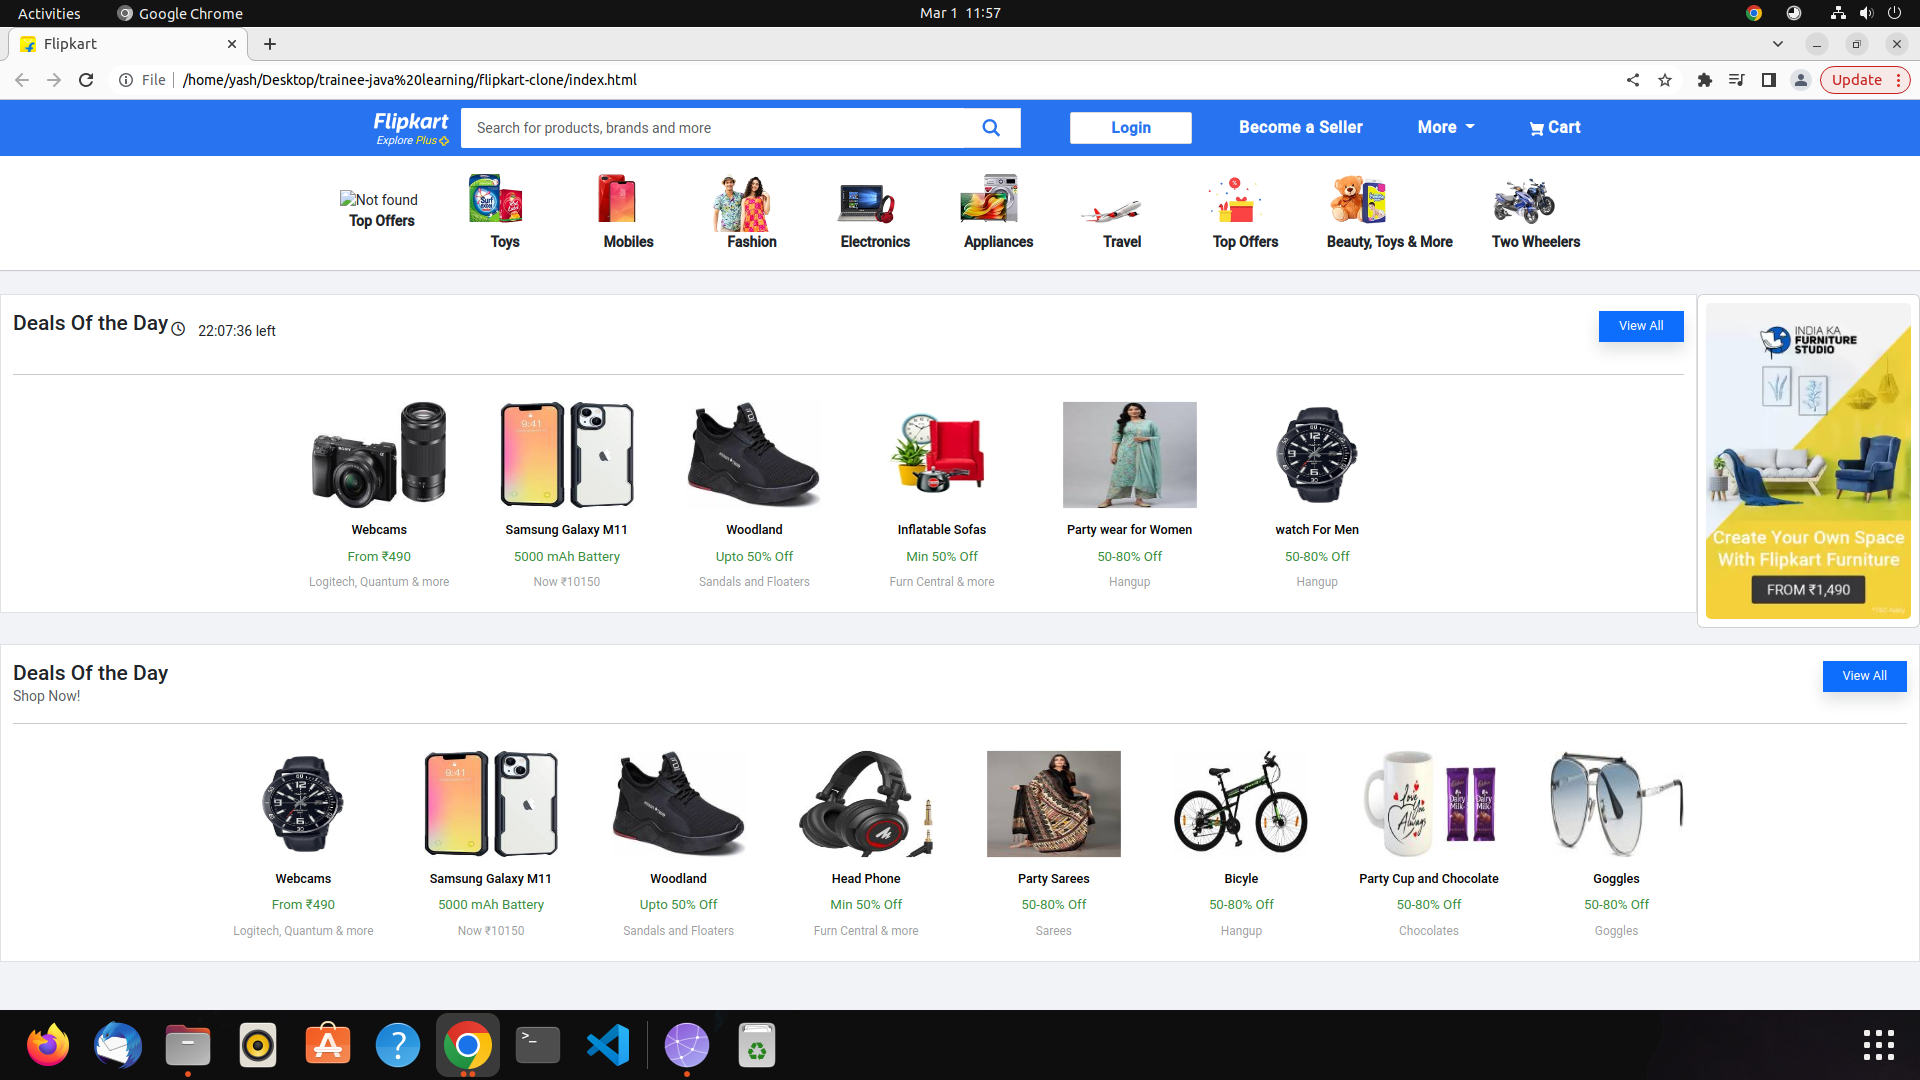 Activities
Google Chrome
Mar 1 11:57
Flipkart
File
/home/yash/Desktop/trainee-java%20learning/flipkart-clone/index.html
Update
Flipkart
Explore Plus
Search for products, brands and more
Login
Become a Seller
More
Cart
Not found
Top Offers
Toys
Mobiles
Fashion
Electronics
Appliances
Travel
Top Offers
Beauty, Toys & More
Two Wheelers
Deals Of the Day
22:07:36 left
View All
INDIA KA
FURNITURE
STUDIO
Create Your Own Space
With Flipkart Furniture
FROM ₹1,490
Webcams
From ₹490
Logitech, Quantum & more
Samsung Galaxy M11
5000 mAh Battery
Now ₹10150
Woodland
Upto 50% Off
Sandals and Floaters
Inflatable Sofas
Min 50% Off
Furn Central & more
Party wear for Women
50-80% Off
Hangup
watch For Men
50-80% Off
Hangup
Deals Of the Day
Shop Now!
View All
Webcams
From ₹490
Logitech, Quantum & more
Samsung Galaxy M11
5000 mAh Battery
Now ₹10150
Woodland
Upto 50% Off
Sandals and Floaters
Head Phone
Min 50% Off
Furn Central & more
Party Sarees
50-80% Off
Sarees
Bicyle
50-80% Off
Hangup
Love
You
Always
Dairy
Milk
Dairy
Milk
Party Cup and Chocolate
50-80% Off
Chocolates
Goggles
50-80% Off
Goggles